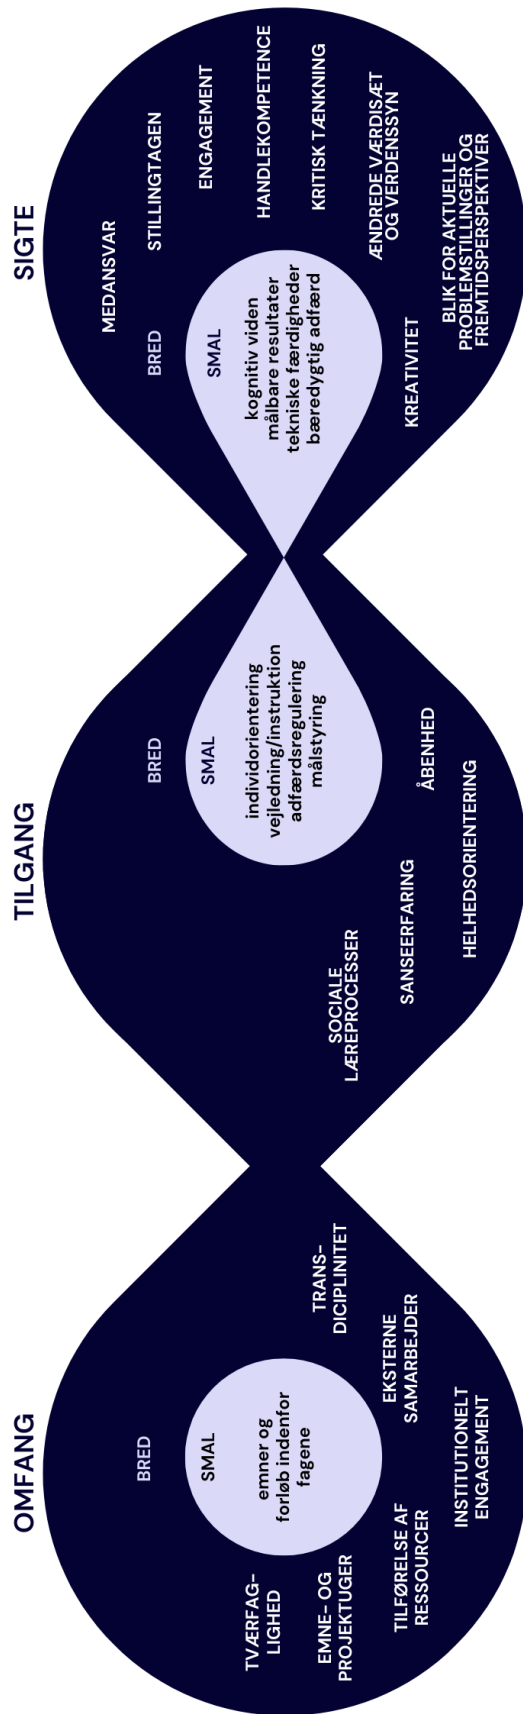 OMFANG
BRED
SMAL
emner og
forløb indenfor
fagene
TVÆRFAG-
LIGHED
EMNE- OG
PROJEKTUGER
TILFØRELSE AF
RESSOURCER
INSTITUTIONELT
ENGAGEMENT
EKSTERNE
SAMARBEJDER
TRANS-
DICIPLINITET
TILGANG
BRED
SMAL
individorientering
vejledning/instruktion
adfærdsregulering
målstyring
SOCIALE
LÆREPROCESSER
SANSEERFARING
HELHEDSORIENTERING
ÅBENHED
SIGTE
BRED
SMAL
kognitiv viden
målbare resultater
tekniske færdigheder
bæredygtig adfærd
MEDANSVAR
STILLINGTAGEN
ENGAGEMENT
HANDLEKOMPETENCE
KRITISK TÆNKNING
ÆNDREDE VÆRDISÆT
OG VERDENSSYN
BLIK FOR AKTUELLE
PROBLEMSTILLINGER OG
FREMTIDSPERSPEKTIVER
KREATIVITET